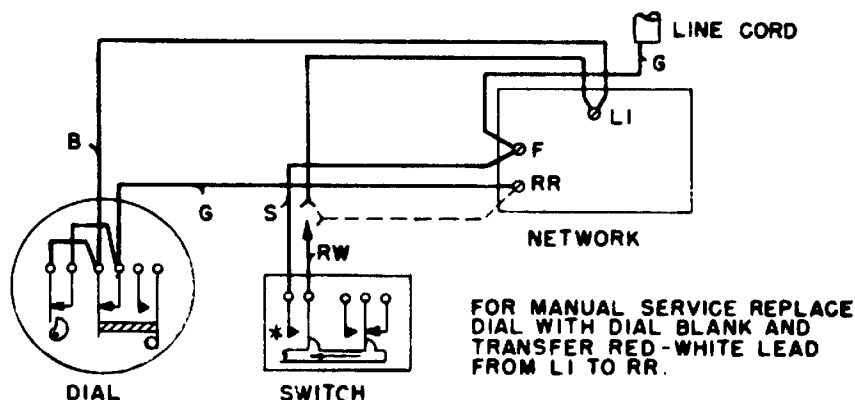 LINE CORD
G
L1
B
F
RR
G
S
RW
NETWORK
*
FOR MANUAL SERVICE REPLACE
DIAL WITH DIAL BLANK AND
TRANSFER RED-WHITE LEAD
FROM L1 TO RR.
DIAL
SWITCH